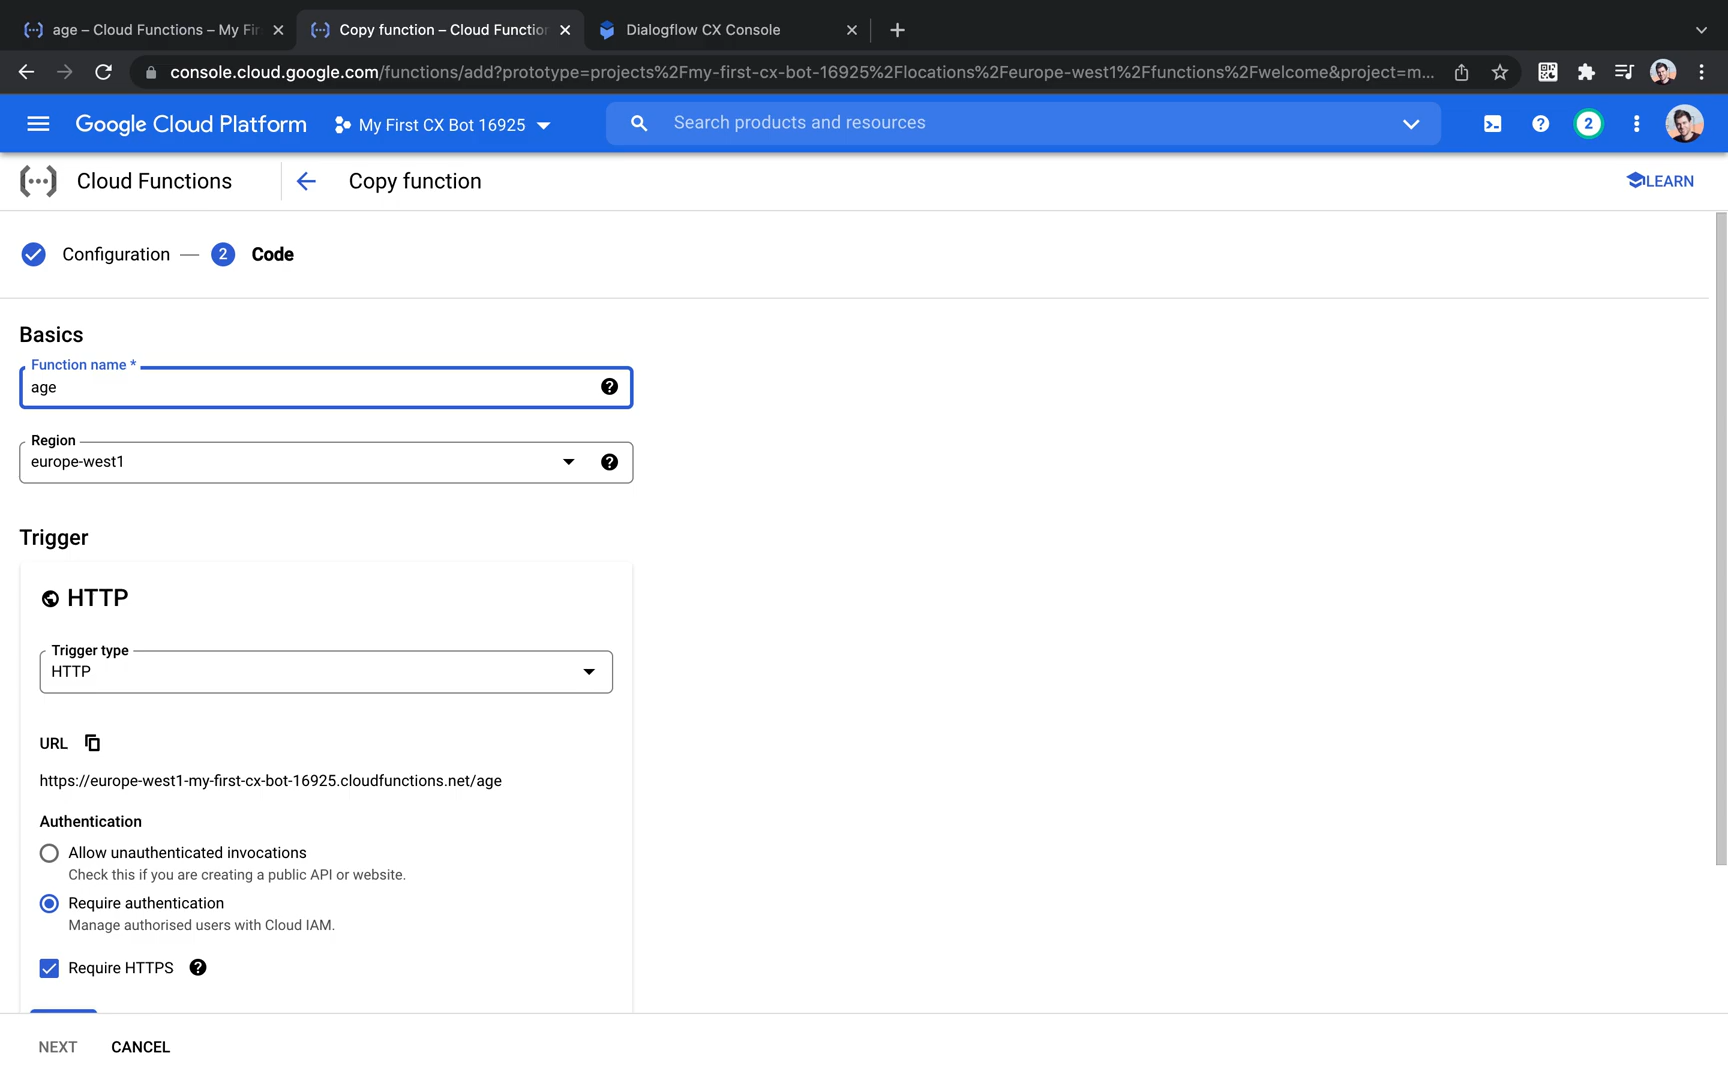 age – Cloud Functions – My Fir
Copy function – Cloud Function
Dialogflow CX Console
console.cloud.google.com/functions/add?prototype=projects%2Fmy-first-cx-bot-16925%2Flocations%2Feurope-west1%2Ffunctions%2Fwelcome&project=m...
Google Cloud Platform
My First CX Bot 16925
Search products and resources
2
Cloud Functions
Copy function
LEARN
Configuration — 2 Code
Basics
Function name *
age
Region
europe-west1
Trigger
HTTP
Trigger type
HTTP
URL
https://europe-west1-my-first-cx-bot-16925.cloudfunctions.net/age
Authentication
Allow unauthenticated invocations
Check this if you are creating a public API or website.
Require authentication
Manage authorised users with Cloud IAM.
Require HTTPS
NEXT
CANCEL